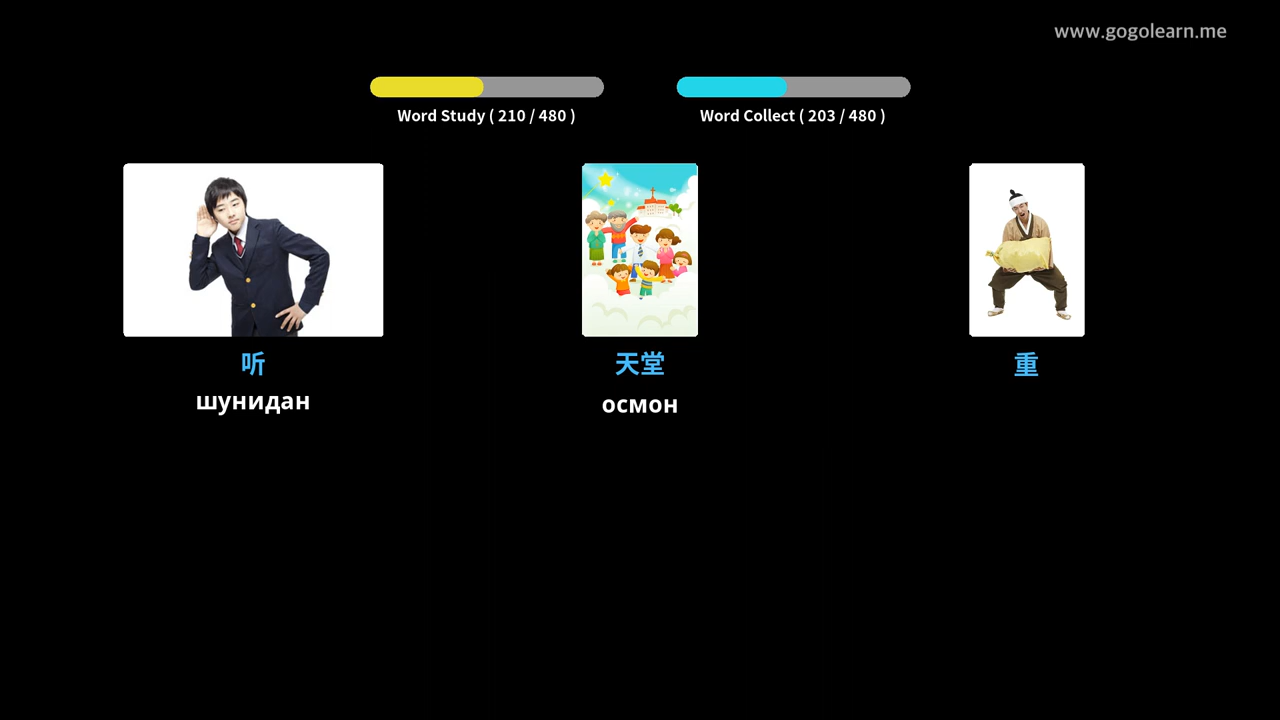 www.gogolearn.me
Word Study ( 210 / 480 )
Word Collect ( 203 / 480 )
听
天堂
重
шунидан
осмон